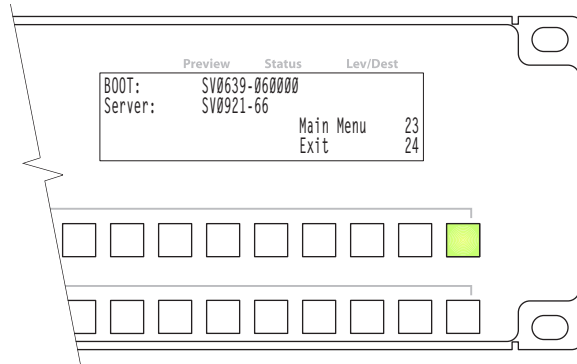 Preview Status Lev/Dest
BOOT: SV0639-060000
Server: SV0921-66
Main Menu 23
Exit 24